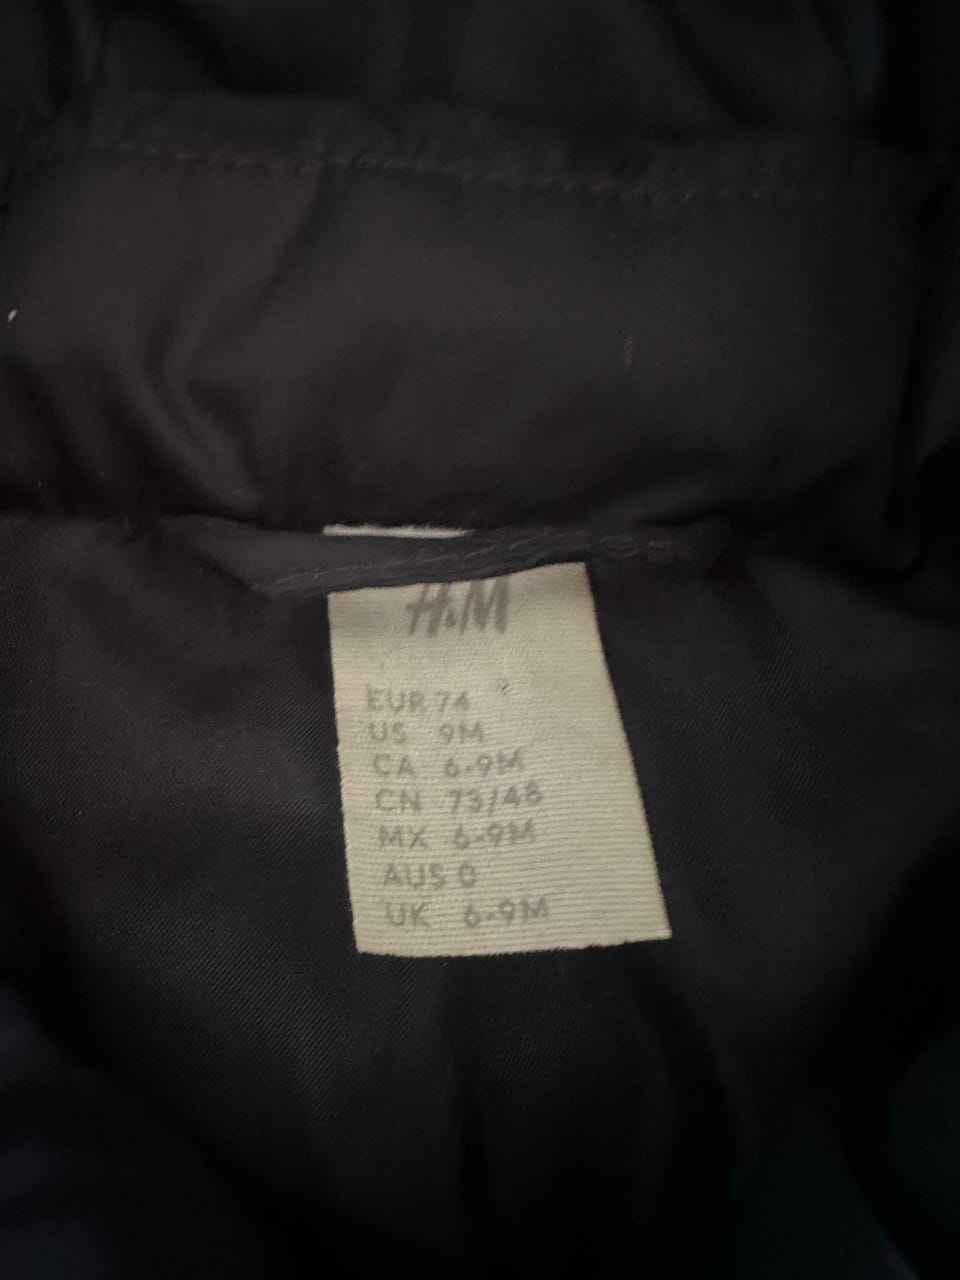 H&M
EUR 74
US 9M
CA 6-9M
CN 73/48
MX 6-9M
AUS 0
UK 6-9M